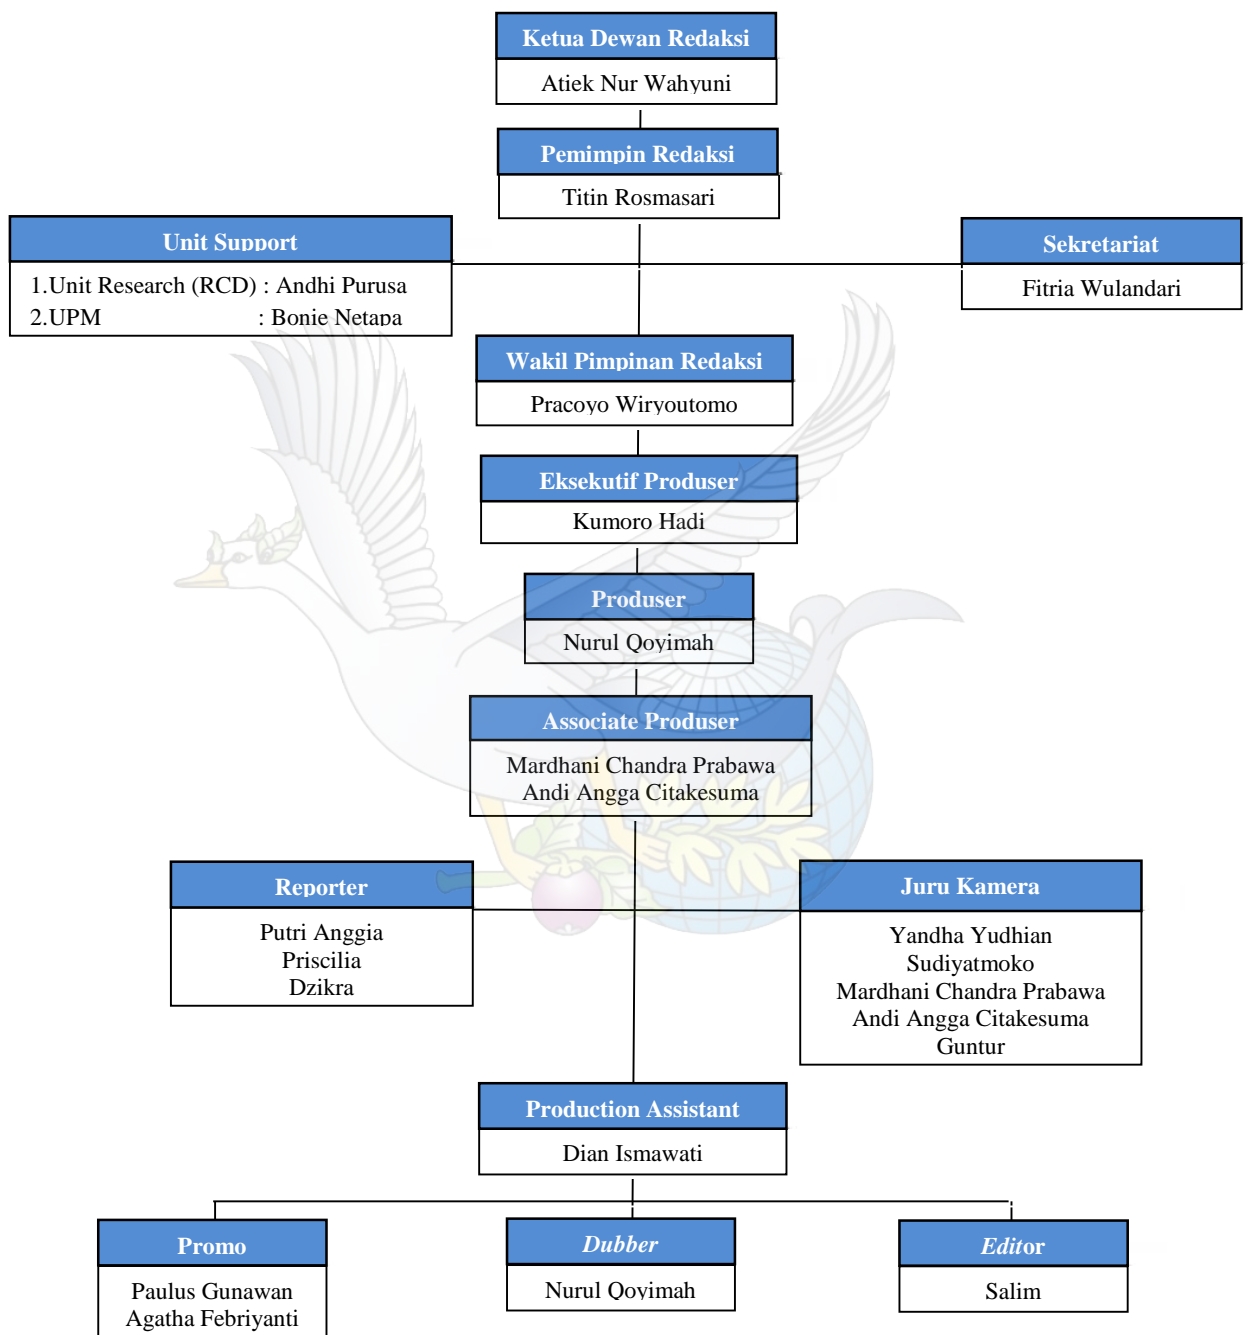 Ketua Dewan Redaksi
Atiek Nur Wahyuni
Pemimpin Redaksi
Titin Rosmasari
Unit Support
1.Unit Research (RCD) : Andhi Purusa
2.UPM : Bonie Netapa
Sekretariat
Fitria Wulandari
Wakil Pimpinan Redaksi
Pracoyo Wiryoutomo
Eksekutif Produser
Kumoro Hadi
Produser
Nurul Qoyimah
Associate Produser
Mardhani Chandra Prabawa
Andi Angga Citakesuma
Reporter
Putri Anggia
Priscilia
Dzikra
Juru Kamera
Yandha Yudhian
Sudiyatmoko
Mardhani Chandra Prabawa
Andi Angga Citakesuma
Guntur
Production Assistant
Dian Ismawati
Promo
Paulus Gunawan
Agatha Febriyanti
Dubber
Nurul Qoyimah
Editor
Salim